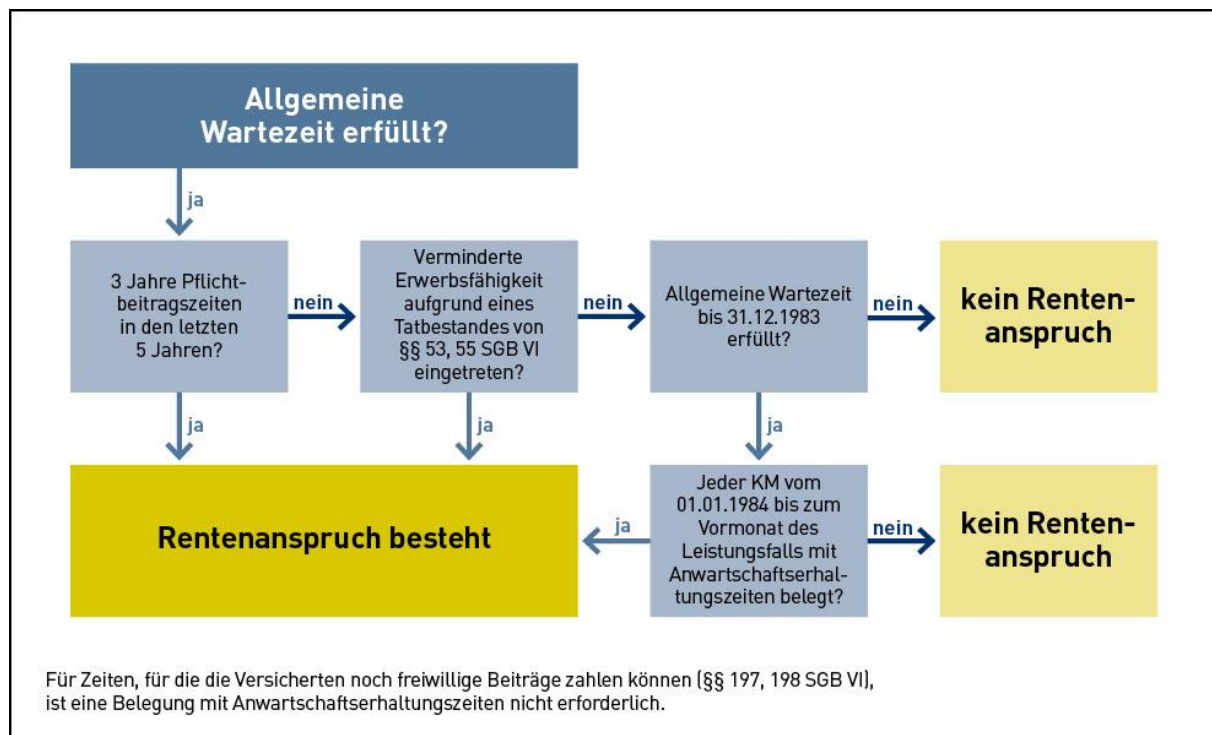 Allgemeine
Wartezeit erfüllt?
ja
3 Jahre Pflicht-
beitragszeiten
in den letzten
5 Jahren?
nein
Verminderte
Erwerbsfähigkeit
aufgrund eines
Tatbestandes von
§§ 53, 55 SGB VI
eingetreten?
nein
Allgemeine Wartezeit
bis 31.12.1983
erfüllt?
nein
kein Renten-
anspruch
ja
ja
ja
Rentenanspruch besteht
ja
Jeder KM vom
01.01.1984 bis zum
Vormonat des
Leistungsfalls mit
Anwartschaftserhal-
tungszeiten belegt?
nein
kein Renten-
anspruch
Für Zeiten, für die die Versicherten noch freiwillige Beiträge zahlen können (§§ 197, 198 SGB VI),
ist eine Belegung mit Anwartschaftserhaltungszeiten nicht erforderlich.